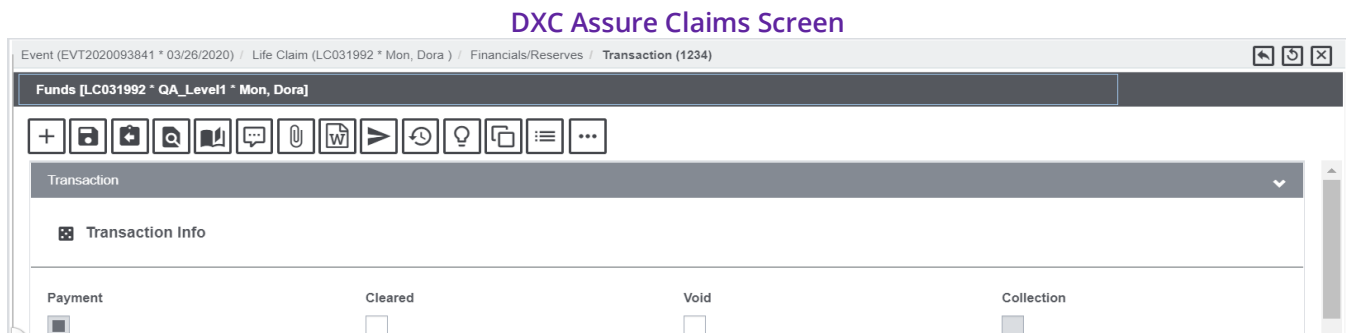 DXC Assure Claims Screen
Event (EVT2020093841 * 03/26/2020) / Life Claim (LC031992 * Mon, Dora ) / Financials/Reserves / Transaction (1234)
Funds [LC031992 * QA_Level1 * Mon, Dora]
W
Transaction
Transaction Info
Payment Cleared Void Collection